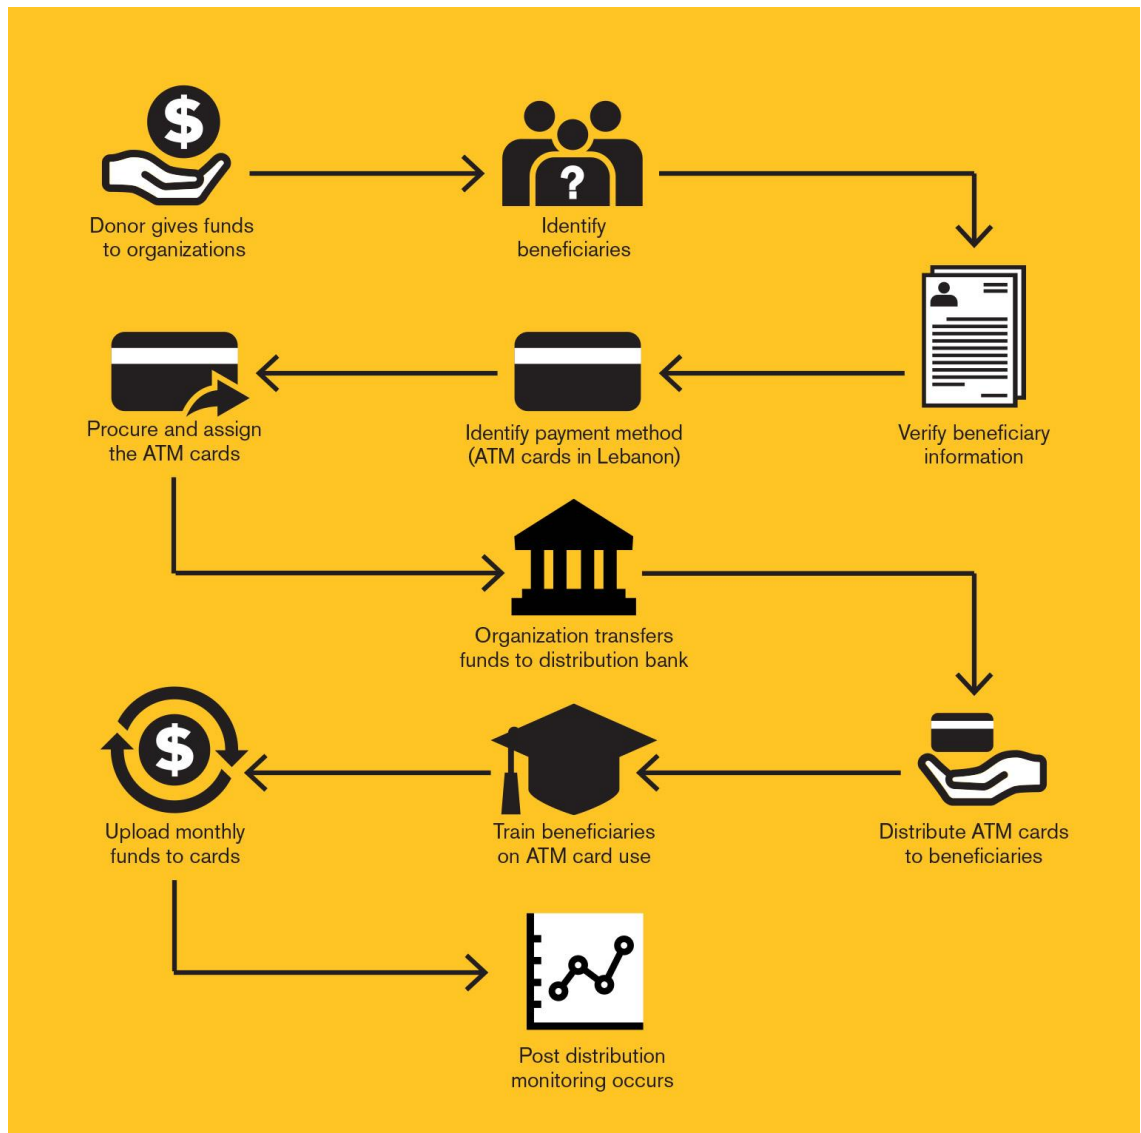 $
Donor gives funds
to organizations
?
Identify
beneficiaries
Verify beneficiary
information
Identify payment method
(ATM cards in Lebanon)
Procure and assign
the ATM cards
Organization transfers
funds to distribution bank
Distribute ATM cards
to beneficiaries
Train beneficiaries
on ATM card use
$
Upload monthly
funds to cards
Post distribution
monitoring occurs